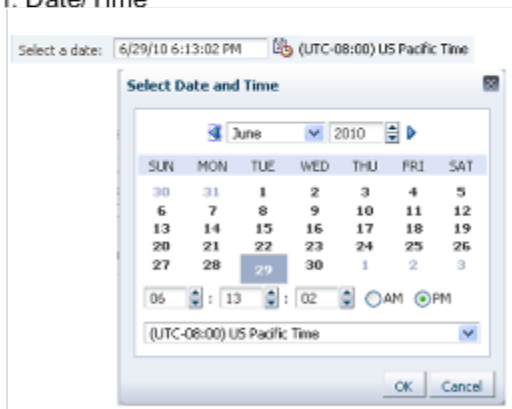 1. Date/Time
Select a date: 6/29/10 6:13:02 PM (UTC-08:00) US Pacific Time
Select Date and Time
June 2010
SUN MON TUE WED THU FRI SAT
30 31 1 2 3 4 5
6 7 8 9 10 11 12
13 14 15 16 17 18 19
20 21 22 23 24 25 26
27 28 29 30 1 2 3
06 : 13 : 02 AM PM
(UTC-08:00) US Pacific Time
OK Cancel